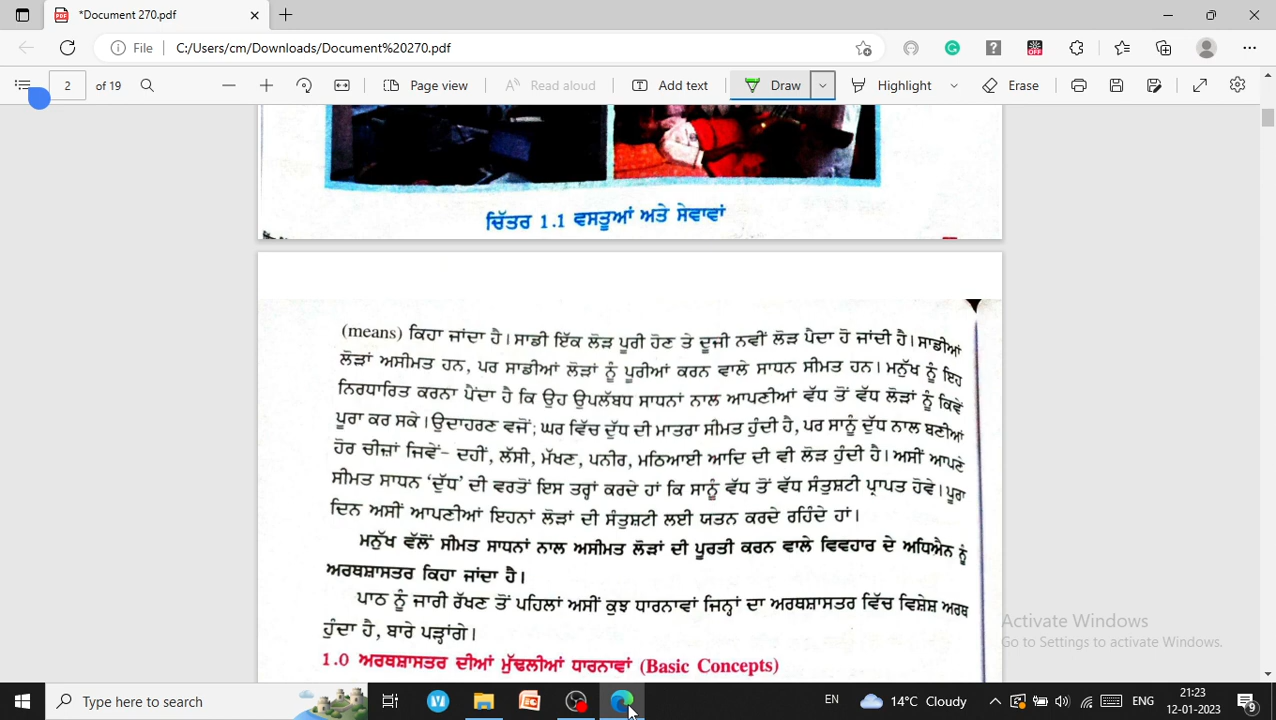 *Document 270.pdf
File C:/Users/cm/Downloads/Document%20270.pdf
2 of 19 Page view Read aloud Add text Draw Highlight Erase
ਚਿੱਤਰ 1.1 ਵਸਤੂਆਂ ਅਤੇ ਸੇਵਾਵਾਂ
(means) ਕਿਹਾ ਜਾਂਦਾ ਹੈ। ਸਾਡੀ ਇੱਕ ਲੋੜ ਪੂਰੀ ਹੋਣ ਤੇ ਦੂਜੀ ਨਵੀਂ ਲੋੜ ਪੈਦਾ ਹੋ ਜਾਂਦੀ ਹੈ। ਸਾਡੀਆਂ
ਲੋੜਾਂ ਅਸੀਮਤ ਹਨ, ਪਰ ਸਾਡੀਆਂ ਲੋੜਾਂ ਨੂੰ ਪੂਰੀਆਂ ਕਰਨ ਵਾਲੇ ਸਾਧਨ ਸੀਮਤ ਹਨ। ਮਨੁੱਖ ਨੂੰ ਇਹ
ਨਿਰਧਾਰਿਤ ਕਰਨਾ ਪੈਂਦਾ ਹੈ ਕਿ ਉਹ ਉਪਲੱਬਧ ਸਾਧਨਾਂ ਨਾਲ ਆਪਣੀਆਂ ਵੱਧ ਤੋਂ ਵੱਧ ਲੋੜਾਂ ਨੂੰ ਕਿਵੇਂ
ਪੂਰਾ ਕਰ ਸਕੇ। ਉਦਾਹਰਣ ਵਜੋਂ; ਘਰ ਵਿੱਚ ਦੁੱਧ ਦੀ ਮਾਤਰਾ ਸੀਮਤ ਹੁੰਦੀ ਹੈ, ਪਰ ਸਾਨੂੰ ਦੁੱਧ ਨਾਲ ਬਣੀਆਂ
ਹੋਰ ਚੀਜ਼ਾਂ ਜਿਵੇਂ- ਦਹੀਂ, ਲੱਸੀ, ਮੱਖਣ, ਪਨੀਰ, ਮਠਿਆਈ ਆਦਿ ਦੀ ਵੀ ਲੋੜ ਹੁੰਦੀ ਹੈ। ਅਸੀਂ ਆਪਣੇ
ਸੀਮਤ ਸਾਧਨ ‘ਦੁੱਧ’ ਦੀ ਵਰਤੋਂ ਇਸ ਤਰ੍ਹਾਂ ਕਰਦੇ ਹਾਂ ਕਿ ਸਾਨੂੰ ਵੱਧ ਤੋਂ ਵੱਧ ਸੰਤੁਸ਼ਟੀ ਪ੍ਰਾਪਤ ਹੋਵੇ। ਪੂਰਾ
ਦਿਨ ਅਸੀਂ ਆਪਣੀਆਂ ਇਹਨਾਂ ਲੋੜਾਂ ਦੀ ਸੰਤੁਸ਼ਟੀ ਲਈ ਯਤਨ ਕਰਦੇ ਰਹਿੰਦੇ ਹਾਂ।
ਮਨੁੱਖ ਵੱਲੋਂ ਸੀਮਤ ਸਾਧਨਾਂ ਨਾਲ ਅਸੀਮਤ ਲੋੜਾਂ ਦੀ ਪੂਰਤੀ ਕਰਨ ਵਾਲੇ ਵਿਵਹਾਰ ਦੇ ਅਧਿਐਨ ਨੂੰ
ਅਰਥਸ਼ਾਸਤਰ ਕਿਹਾ ਜਾਂਦਾ ਹੈ।
ਪਾਠ ਨੂੰ ਜਾਰੀ ਰੱਖਣ ਤੋਂ ਪਹਿਲਾਂ ਅਸੀਂ ਕੁਝ ਧਾਰਨਾਵਾਂ ਜਿਨ੍ਹਾਂ ਦਾ ਅਰਥਸ਼ਾਸਤਰ ਵਿੱਚ ਵਿਸ਼ੇਸ਼ ਅਰਥ
ਹੁੰਦਾ ਹੈ, ਬਾਰੇ ਪੜ੍ਹਾਂਗੇ।
1.0 ਅਰਥਸ਼ਾਸਤਰ ਦੀਆਂ ਮੁੱਢਲੀਆਂ ਧਾਰਨਾਵਾਂ (Basic Concepts)
Activate Windows
Go to Settings to activate Windows.
Type here to search EN 14°C Cloudy ENG 21:23
12-01-2023 9